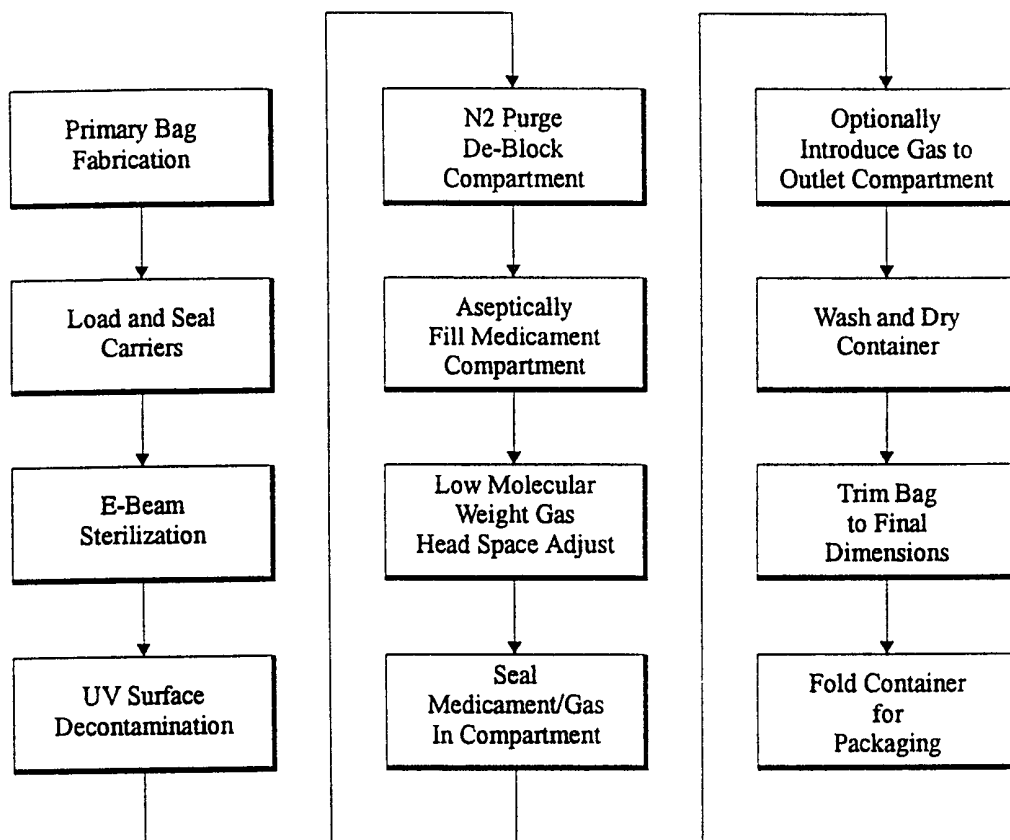 Primary Bag
Fabrication
Load and Seal
Carriers
E-Beam
Sterilization
UV Surface
Decontamination
N2 Purge
De-Block
Compartment
Aseptically
Fill Medicament
Compartment
Low Molecular
Weight Gas
Head Space Adjust
Seal
Medicament/Gas
In Compartment
Optionally
Introduce Gas to
Outlet Compartment
Wash and Dry
Container
Trim Bag
to Final
Dimensions
Fold Container
for
Packaging